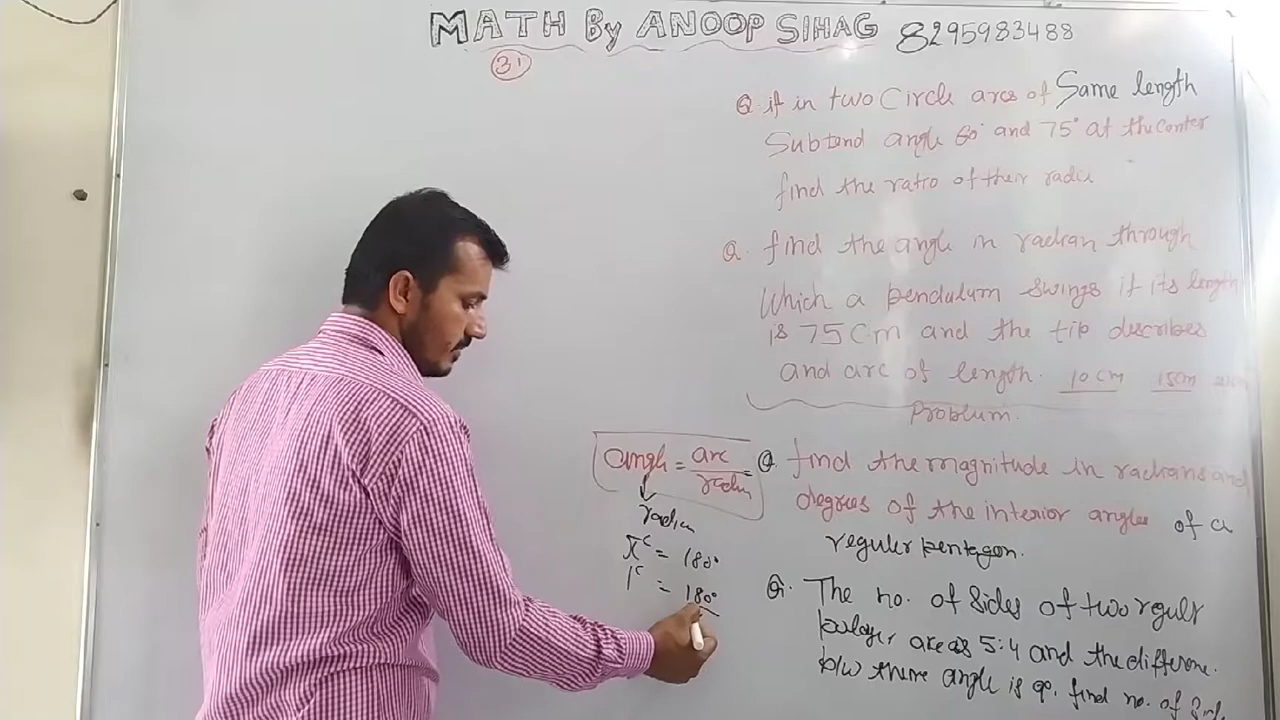 MATH By ANOOP SIHAG 8295983488
31
Q. if in two Circle arcs of Same length
Subtend angle 60° and 75° at the center
find the ratio of their radii
Q. find the angle in radian through
Which a pendulum swings if its length
is 75 Cm and the tip describes
and arc of length. 10 cm 15cm
Problem.
angle = arc / radius =
radian
π^c = 180°
1^c = 180°
Q find the magnitude in radians and
degrees of the interior angles of a
reguler pentagon.
Q. The no. of Sides of two regult
are as 5:4 and the difference.
b/w there angle is 9°. find no. of